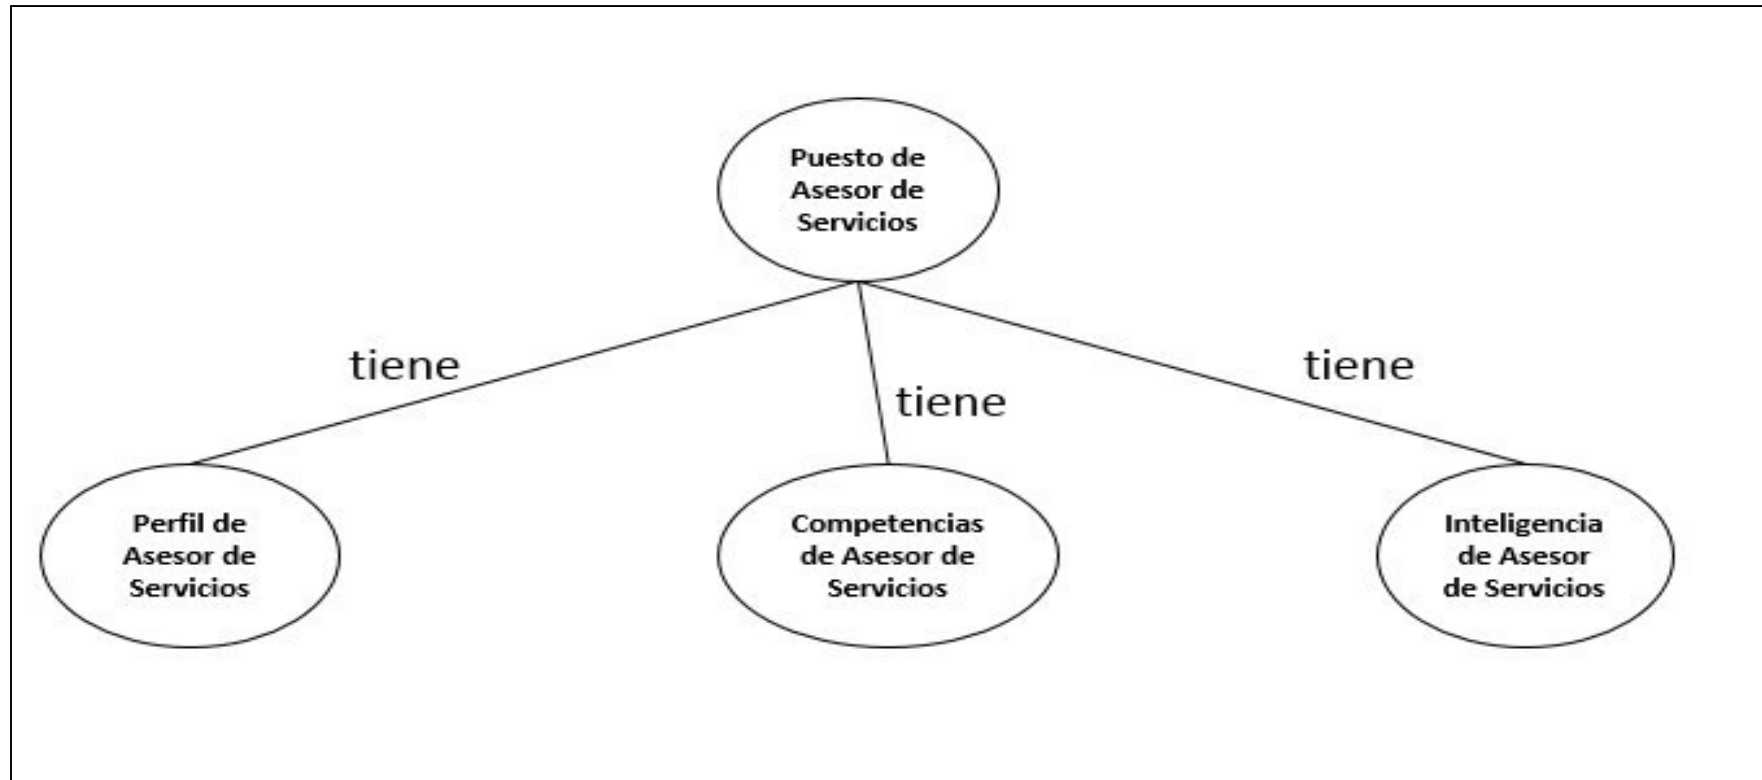 Puesto de
Asesor de
Servicios
tiene
tiene
tiene
Perfil de
Asesor de
Servicios
Competencias
de Asesor de
Servicios
Inteligencia
de Asesor
de Servicios